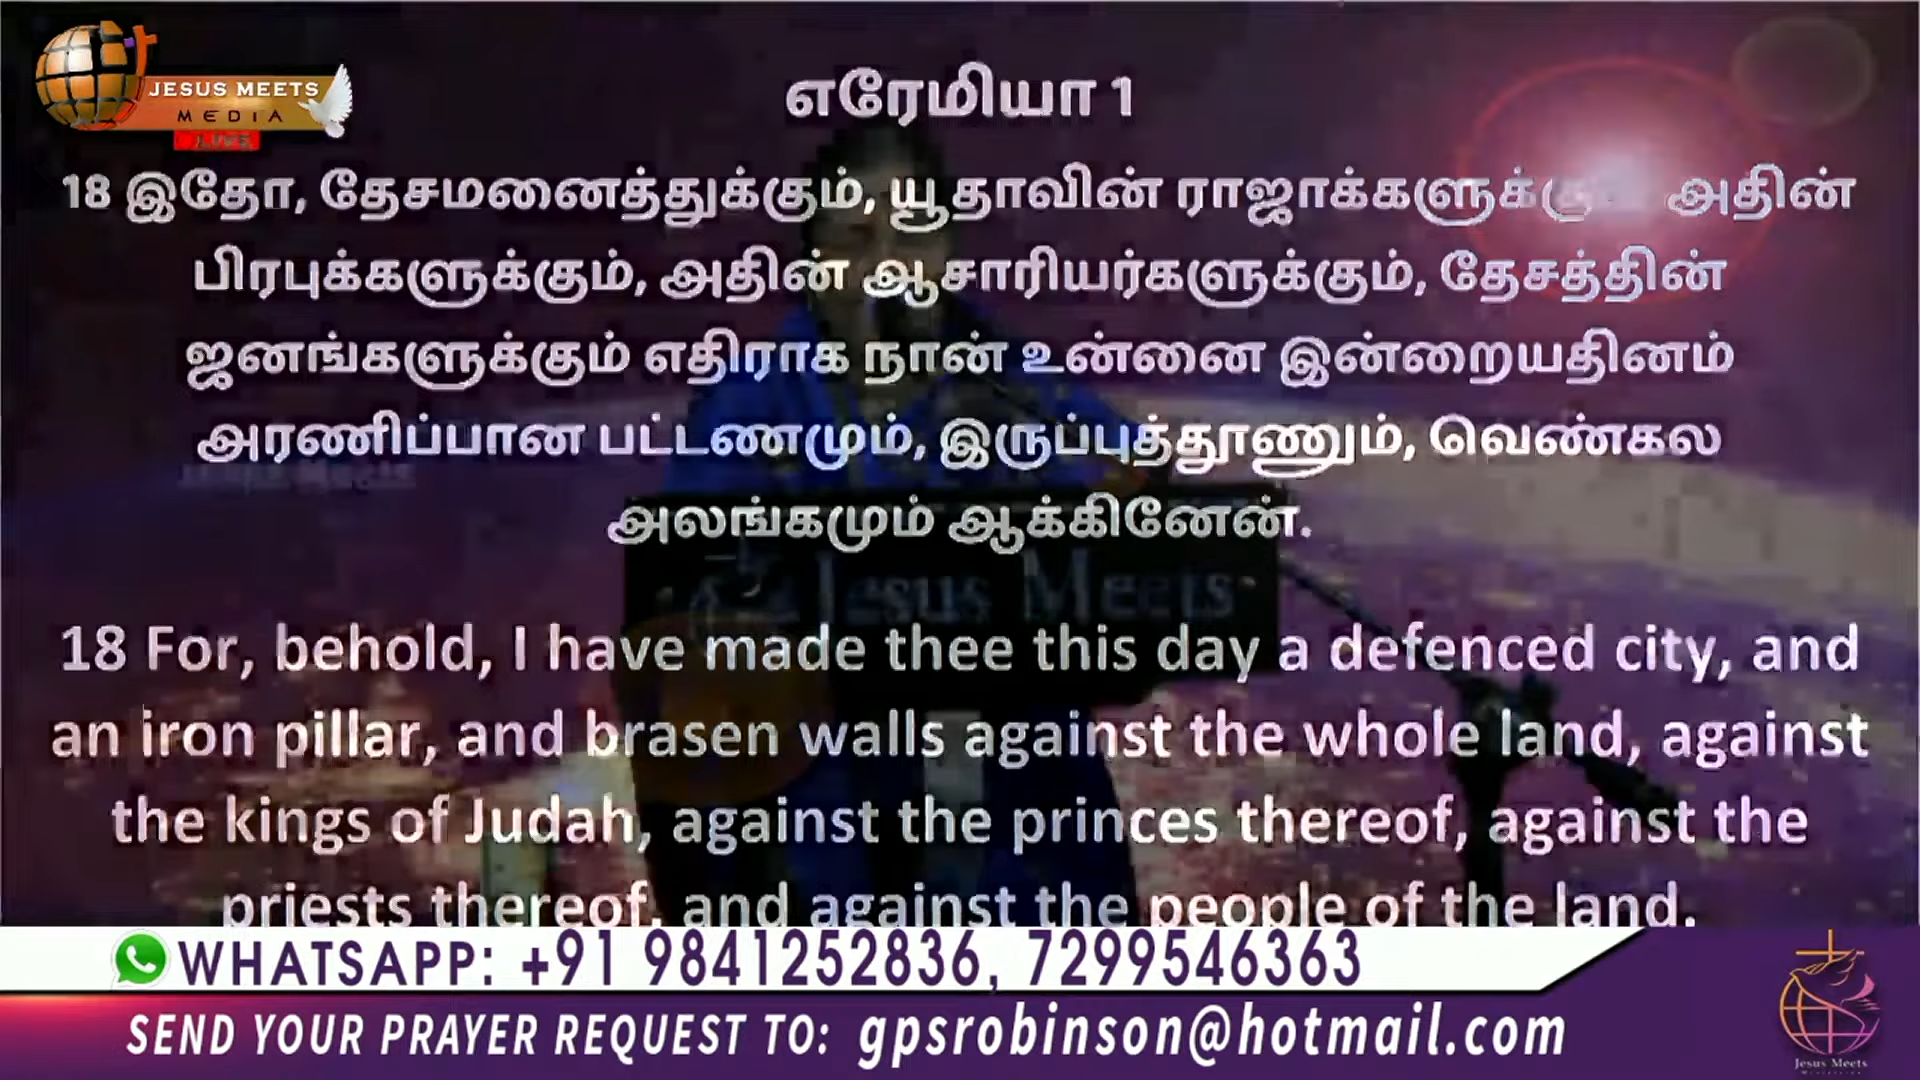 JESUS MEETS
MEDIA
LIVE
எரேமியா 1
18 இதோ, தேசமனைத்துக்கும், யூதாவின் ராஜாக்களுக்கும் அதின்
பிரபுக்களுக்கும், அதின் ஆசாரியர்களுக்கும், தேசத்தின்
ஜனங்களுக்கும் எதிராக நான் உன்னை இன்றையதினம்
அரணிப்பான பட்டணமும், இருப்புத்தூணும், வெண்கல
அலங்கமும் ஆக்கினேன்.
Jesus Meets
18 For, behold, I have made thee this day a defenced city, and
an iron pillar, and brasen walls against the whole land, against
the kings of Judah, against the princes thereof, against the
priests thereof, and against the people of the land.
WHATSAPP: +91 9841252836, 7299546363
SEND YOUR PRAYER REQUEST TO: gpsrobinson@hotmail.com
Jesus Meets